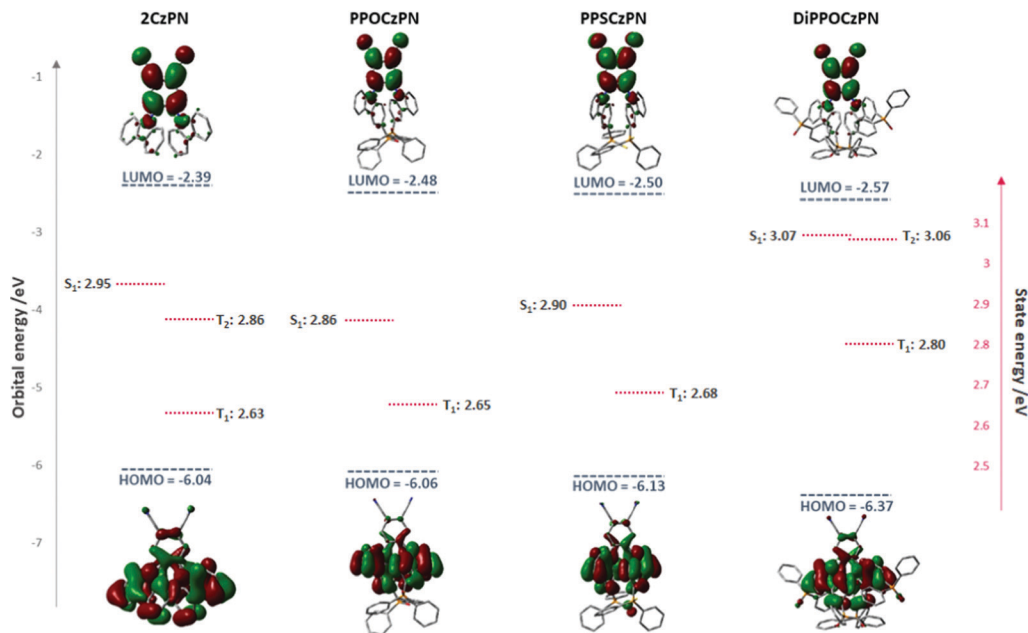 2CzPN
PPOCzPN
PPSCzPN
DiPPOCzPN
Orbital energy /eV
-1
-2
-3
-4
-5
-6
-7
LUMO = -2.39
LUMO = -2.48
LUMO = -2.50
LUMO = -2.57
S₁: 2.95
T₂: 2.86
T₁: 2.63
S₁: 2.86
T₁: 2.65
S₁: 2.90
T₁: 2.68
S₁: 3.07
T₂: 3.06
T₁: 2.80
HOMO = -6.04
HOMO = -6.06
HOMO = -6.13
HOMO = -6.37
3.1
3
2.9
2.8
2.7
2.6
2.5
State energy /eV